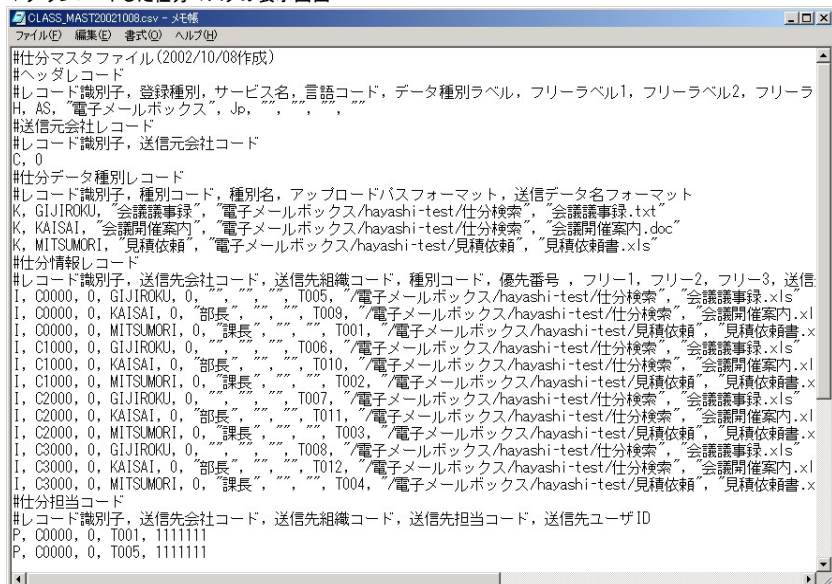 CLASS_MAST20021008.csv - メモ帳
ファイル(F) 編集(E) 書式(O) ヘルプ(H)
#仕分マスタファイル(2002/10/08作成)
#ヘッダレコード
#レコード識別子, 登録種別, サービス名, 言語コード, データ種別ラベル, フリーラベル1, フリーラベル2, フリーラ
H, AS, "電子メールボックス", Jp, "", "", "", ""
#送信元会社レコード
#レコード識別子, 送信元会社コード
C, 0
#仕分データ種別レコード
#レコード識別子, 種別コード, 種別名, アップロードパスフォーマット, 送信データ名フォーマット
K, GIJIROKU, "会議議事録", "電子メールボックス/hayashi-test/仕分検索", "会議議事録.txt"
K, KAISAI, "会議開催案内", "電子メールボックス/hayashi-test/仕分検索", "会議開催案内.doc"
K, MITSUMORI, "見積依頼", "電子メールボックス/hayashi-test/見積依頼", "見積依頼書.xls"
#仕分情報レコード
#レコード識別子, 送信先会社コード, 送信先組織コード, 種別コード, 優先番号 , フリー1, フリー2, フリー3, 送信
I, C0000, 0, GIJIROKU, 0, "", "", "", T005, "/電子メールボックス/hayashi-test/仕分検索", "会議議事録.xls"
I, C0000, 0, KAISAI, 0, "部長", "", "", T009, "/電子メールボックス/hayashi-test/仕分検索", "会議開催案内.xl
I, C0000, 0, MITSUMORI, 0, "課長", "", "", T001, "/電子メールボックス/hayashi-test/見積依頼", "見積依頼書.x
I, C1000, 0, GIJIROKU, 0, "", "", "", T006, "/電子メールボックス/hayashi-test/仕分検索", "会議議事録.xls"
I, C1000, 0, KAISAI, 0, "部長", "", "", T010, "/電子メールボックス/hayashi-test/仕分検索", "会議開催案内.xl
I, C1000, 0, MITSUMORI, 0, "課長", "", "", T002, "/電子メールボックス/hayashi-test/見積依頼", "見積依頼書.x
I, C2000, 0, GIJIROKU, 0, "", "", "", T007, "/電子メールボックス/hayashi-test/仕分検索", "会議議事録.xls"
I, C2000, 0, KAISAI, 0, "部長", "", "", T011, "/電子メールボックス/hayashi-test/仕分検索", "会議開催案内.xl
I, C2000, 0, MITSUMORI, 0, "課長", "", "", T003, "/電子メールボックス/hayashi-test/見積依頼", "見積依頼書.x
I, C3000, 0, GIJIROKU, 0, "", "", "", T008, "/電子メールボックス/hayashi-test/仕分検索", "会議議事録.xls"
I, C3000, 0, KAISAI, 0, "部長", "", "", T012, "/電子メールボックス/hayashi-test/仕分検索", "会議開催案内.xl
I, C3000, 0, MITSUMORI, 0, "課長", "", "", T004, "/電子メールボックス/hayashi-test/見積依頼", "見積依頼書.x
#仕分担当コード
#レコード識別子, 送信先会社コード, 送信先組織コード, 送信先担当コード, 送信先ユーザID
P, C0000, 0, T001, 1111111
P, C0000, 0, T005, 1111111